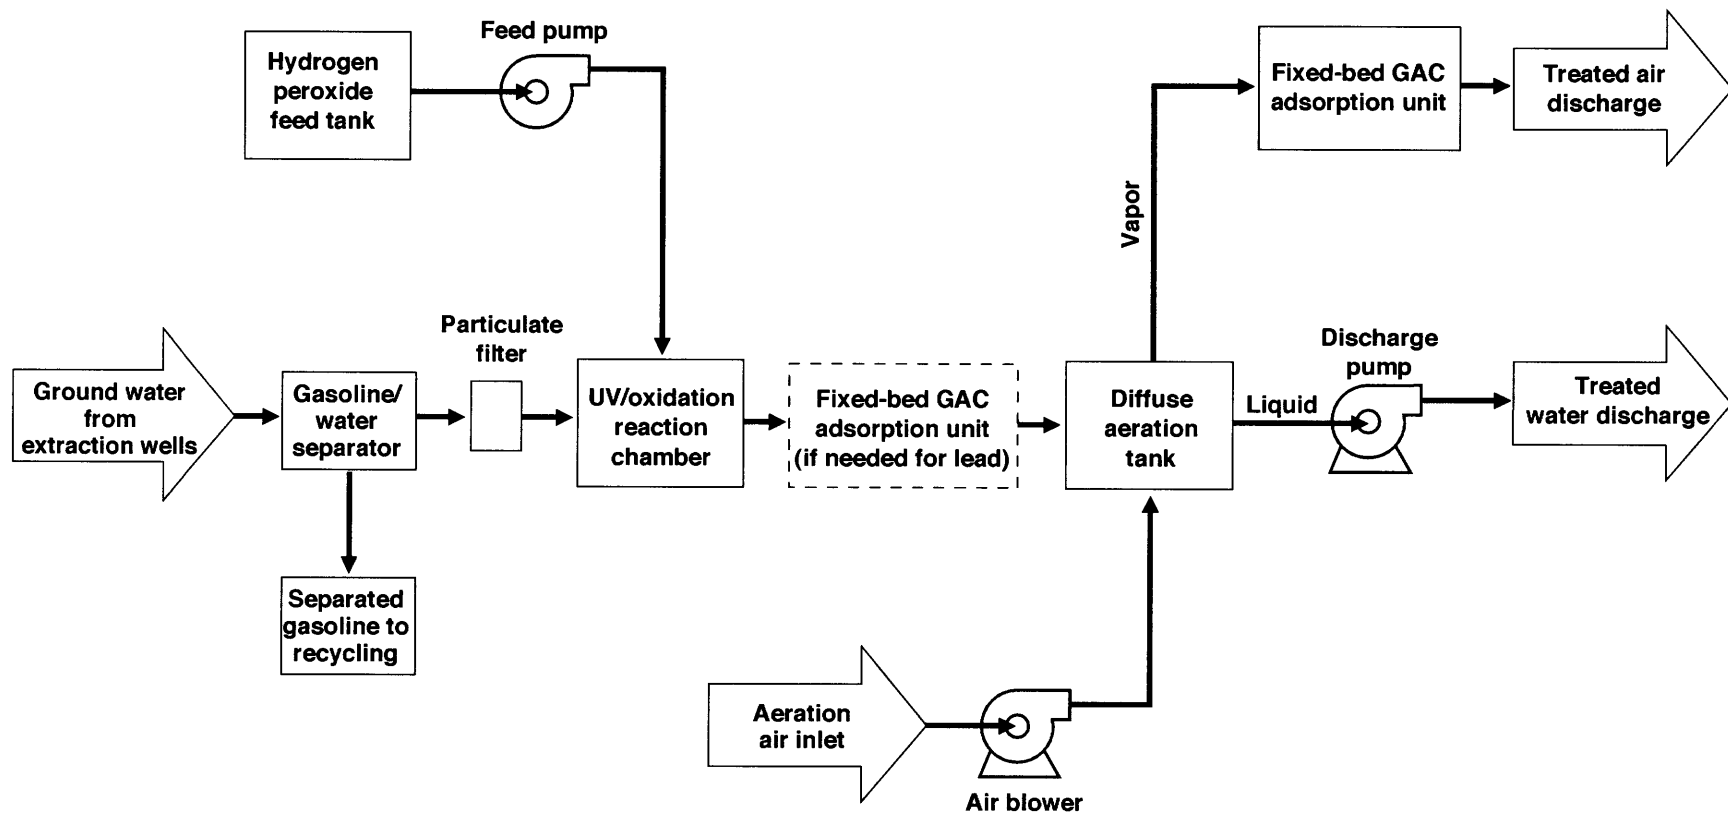 Feed pump
Hydrogen
peroxide
feed tank
Fixed-bed GAC
adsorption unit
Treated air
discharge
Vapor
Ground water
from
extraction wells
Gasoline/
water
separator
Particulate
filter
UV/oxidation
reaction
chamber
Fixed-bed GAC
adsorption unit
(if needed for lead)
Diffuse
aeration
tank
Liquid
Discharge
pump
Treated
water discharge
Separated
gasoline to
recycling
Aeration
air inlet
Air blower